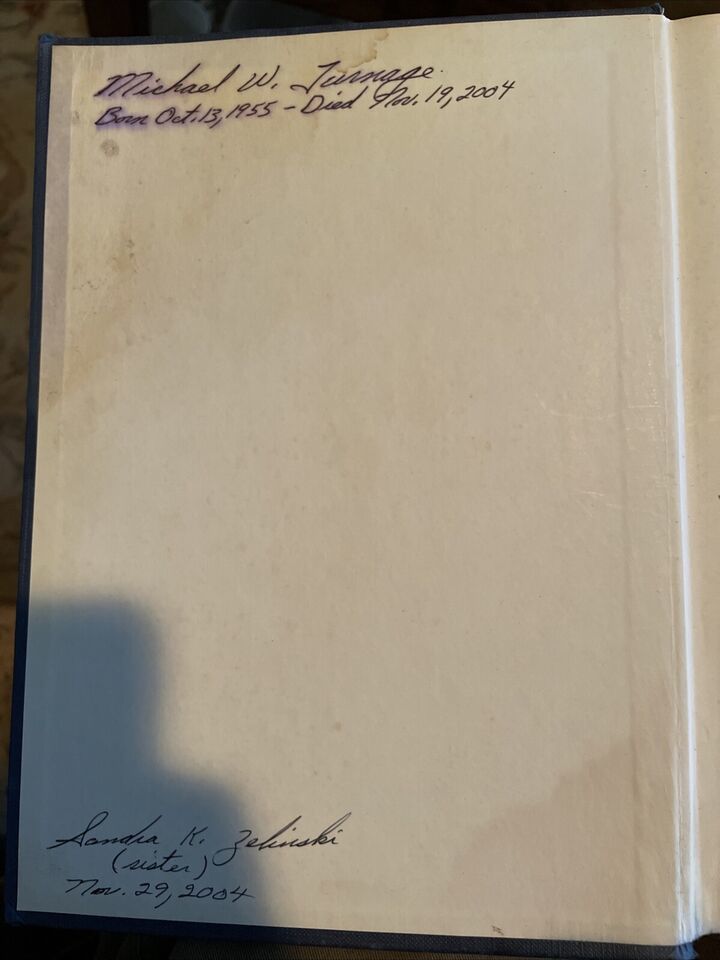 Michael W. Turnage
Born Oct. 13, 1955 - Died Nov. 19, 2004
Sandra K. Zelinski
(sister)
Nov. 29, 2004